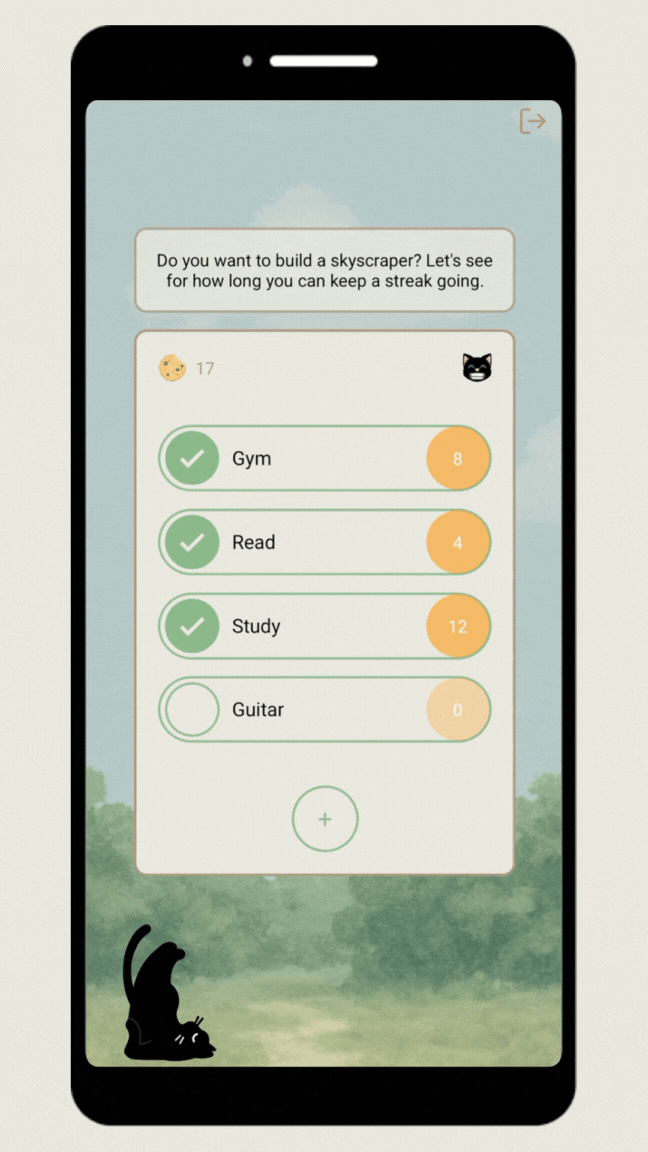 Do you want to build a skyscraper? Let's see
for how long you can keep a streak going.
17
Gym 8
Read 4
Study 12
Guitar 0
+